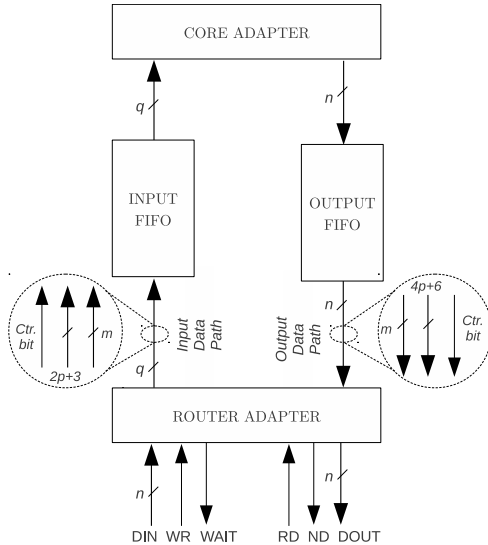 CORE ADAPTER
q
n
INPUT
FIFO
OUTPUT
FIFO
Ctr.
bit
m
2p+3
Input
Data
Path
q
Output
Data
Path
n
4p+6
m
Ctr.
bit
ROUTER ADAPTER
n
n
DIN WR WAIT RD ND DOUT